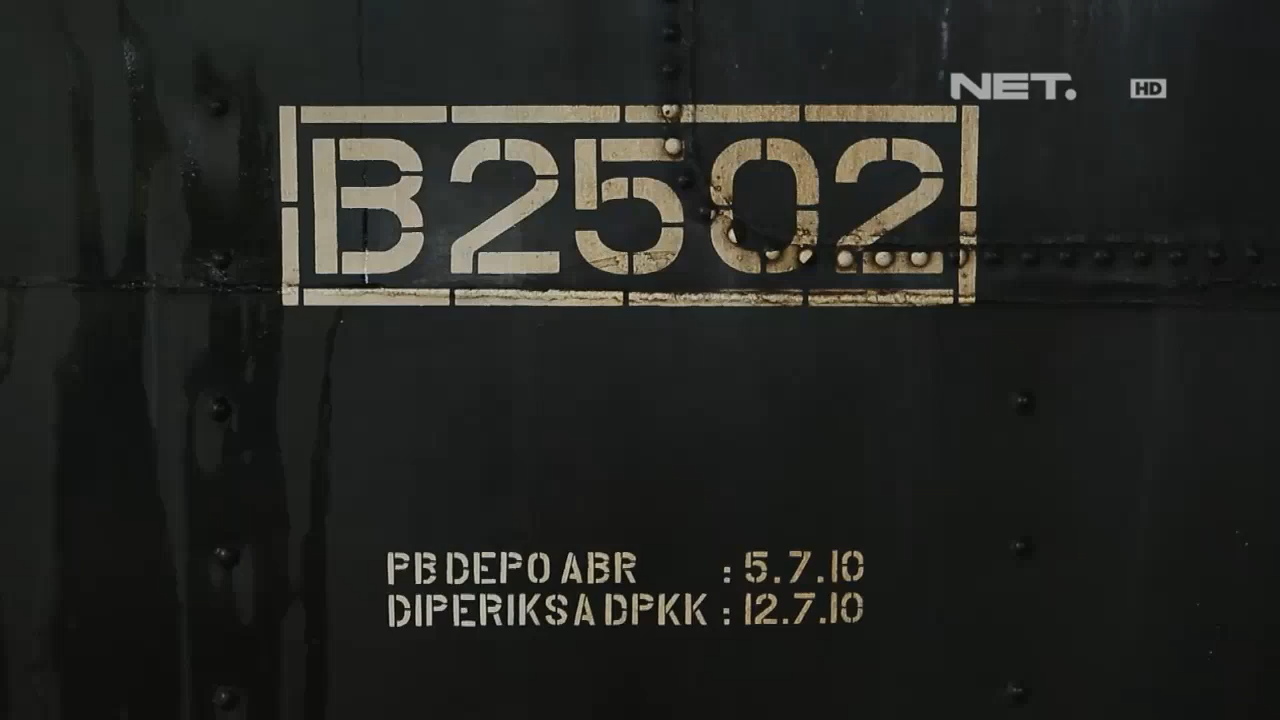 NET. HD
B2502
PB DEPO ABR : 5.7.10
DIPERIKSA DPKK : 12.7.10